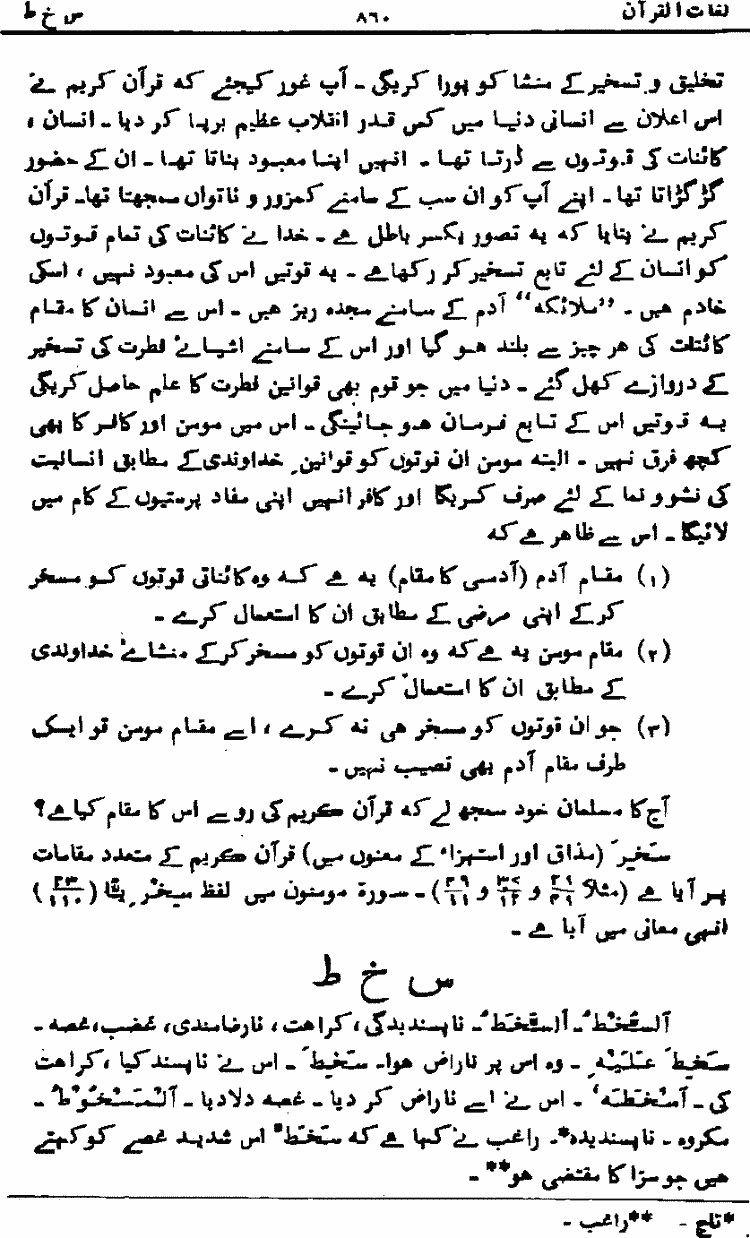 لغات القرآن ۸۶۰ س خ ط
تخلیق و تسخیر کے منشا کو پورا کریگی ۔ آپ غور کیجئے کہ قرآن کریم نے
اس اعلان سے انسانی دنیا میں کس قدر انقلاب عظیم برپا کر دیا ۔ انسان ،
کائنات کی قوتوں سے ڈرتا تھا ۔ انہیں اپنا معبود بناتا تھا ۔ ان کے حضور
گڑگڑاتا تھا ۔ اپنے آپ کو ان سب کے سامنے کمزور و ناتواں سمجھتا تھا ۔ قرآن
کریم نے بتایا کہ یہ تصور یکسر باطل ہے ۔ خدا نے کائنات کی تمام قوتوں
کو انسان کے لئے تابع تسخیر کر رکھا ہے ۔ یہ قوتیں اس کی معبود نہیں ، اسکی
خادم ہیں ۔ ”ملائکہ“ آدم کے سامنے سجدہ ریز ہیں ۔ اس سے انسان کا مقام
کائنات کی ہر چیز سے بلند ہو گیا اور اس کے سامنے اشیائے فطرت کی تسخیر
کے دروازے کھل گئے ۔ دنیا میں جو قوم بھی قوانین فطرت کا علم حاصل کریگی
یہ قوتیں اس کے تابع فرمان ہو جائینگی ۔ اس میں مومن اور کافر کا بھی
کچھ فرق نہیں ۔ البتہ مومن ان قوتوں کو قوانینِ خداوندی کے مطابق انسانیت
کی نشو و نما کے لئے صرف کریگا اور کافر انہیں اپنی مفاد پرستیوں کے کام میں
لائیگا ۔ اس سے ظاہر ہے کہ
(۱) مقام آدم (آدمی کا مقام) یہ ہے کہ وہ کائناتی قوتوں کو مسخر
کرکے اپنی مرضی کے مطابق ان کا استعمال کرے ۔
(۲) مقام مومن یہ ہے کہ وہ ان قوتوں کو مسخر کرکے منشائے خداوندی
کے مطابق ان کا استعمال کرے ۔
(۳) جو ان قوتوں کو مسخر ہی نہ کرے ، اسے مقام مومن تو ایک
طرف مقام آدم بھی نصیب نہیں ۔
آج کا مسلمان خود سمجھ لے کہ قرآن کریم کی رو سے اس کا مقام کیا ہے ؟
سَخِرَ (مذاق اور استہزاء کے معنوں میں) قرآن کریم کے متعدد مقامات
پر آیا ہے (مثلاً و و ۴۹/۱۱) ۔ سورۃ مومنون میں لفظ سِخْرِیًّا (۲۳/۱۱۰)
انہی معانی میں آیا ہے ۔
س خ ط
اَلسُّخْطُ ۔ اَلسَّخَطُ ۔ ناپسندیدگی ، کراہت ، نارضامندی ، غضب ، غصہ ۔
سَخِطَ عَلَیْہِ ۔ وہ اس پر ناراض ہوا ۔ سَخِطَ ۔ اس نے ناپسند کیا ، کراہت
کی ۔ اَسْخَطَہُ ۔ اس نے اسے ناراض کر دیا ۔ غصہ دلادیا ۔ اَلْمَسْخُوْطُ ۔
مکروہ ۔ ناپسندیدہ* ۔ راغب نے کہا ہے کہ سَخَطٌ اس شدید غصے کو کہتے
ہیں جو سزا کا مقتضی ہو** ۔
*تاج ۔ **راغب ۔